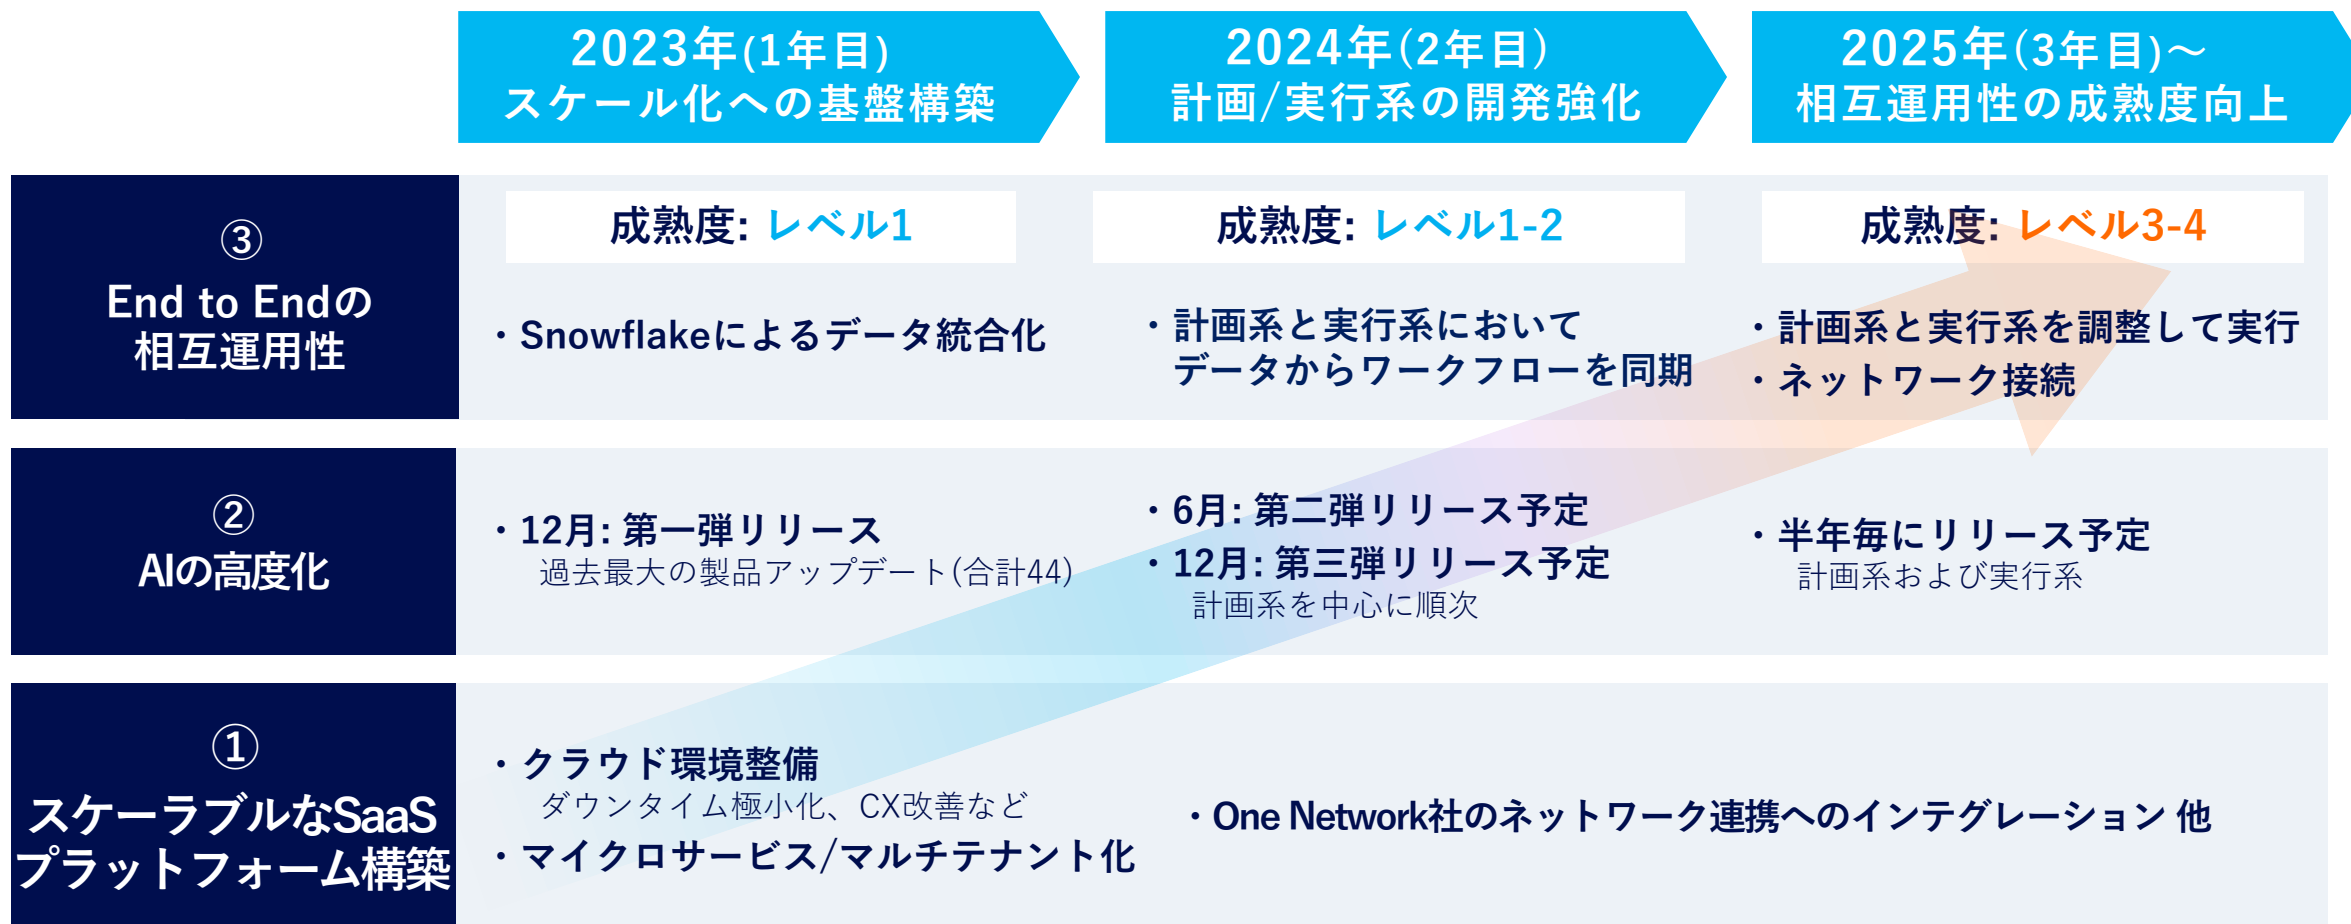 2023年(1年目)
スケール化への基盤構築
2024年(2年目)
計画/実行系の開発強化
2025年(3年目)～
相互運用性の成熟度向上
③
End to Endの
相互運用性
成熟度: レベル1
・Snowflakeによるデータ統合化
成熟度: レベル1-2
・計画系と実行系において
データからワークフローを同期
成熟度: レベル3-4
・計画系と実行系を調整して実行
・ネットワーク接続
②
AIの高度化
・12月: 第一弾リリース
過去最大の製品アップデート(合計44)
・6月: 第二弾リリース予定
・12月: 第三弾リリース予定
計画系を中心に順次
・半年毎にリリース予定
計画系および実行系
①
スケーラブルなSaaS
プラットフォーム構築
・クラウド環境整備
ダウンタイム極小化、CX改善など
・マイクロサービス/マルチテナント化
・One Network社のネットワーク連携へのインテグレーション 他